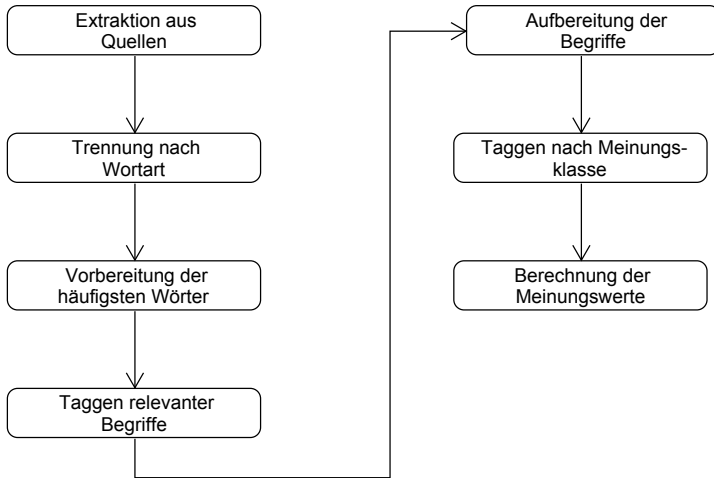 Extraktion aus
Quellen
Trennung nach
Wortart
Vorbereitung der
häufigsten Wörter
Taggen relevanter
Begriffe
Aufbereitung der
Begriffe
Taggen nach Meinungs-
klasse
Berechnung der
Meinungswerte